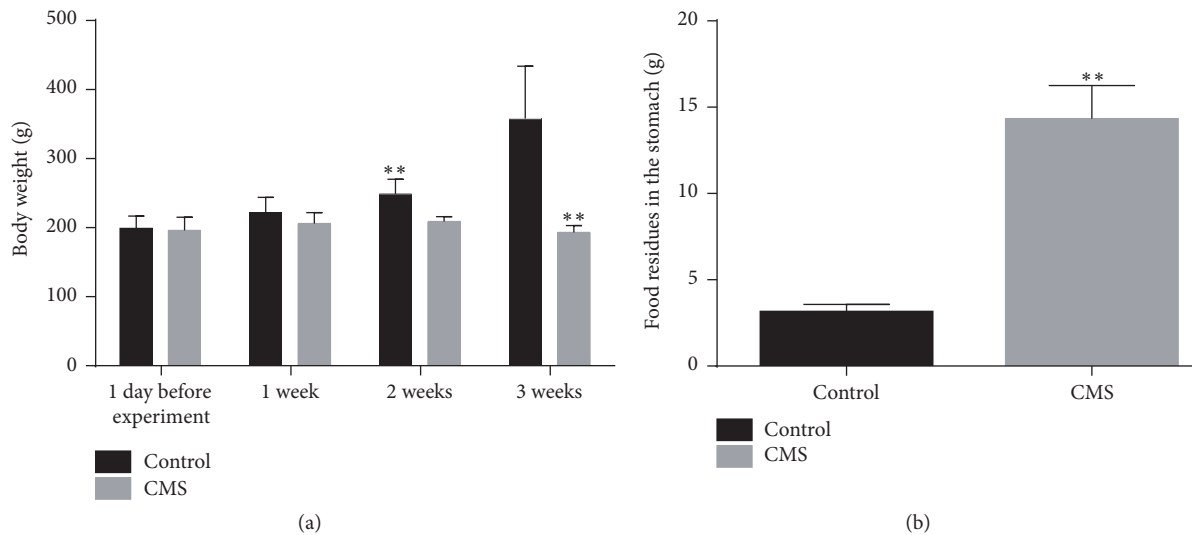 500
400
300
200
100
0
Body weight (g)
**
**
1 day before
experiment
1 week
2 weeks
3 weeks
Control
CMS
(a)
20
15
10
5
0
Food residues in the stomach (g)
**
Control
CMS
Control
CMS
(b)